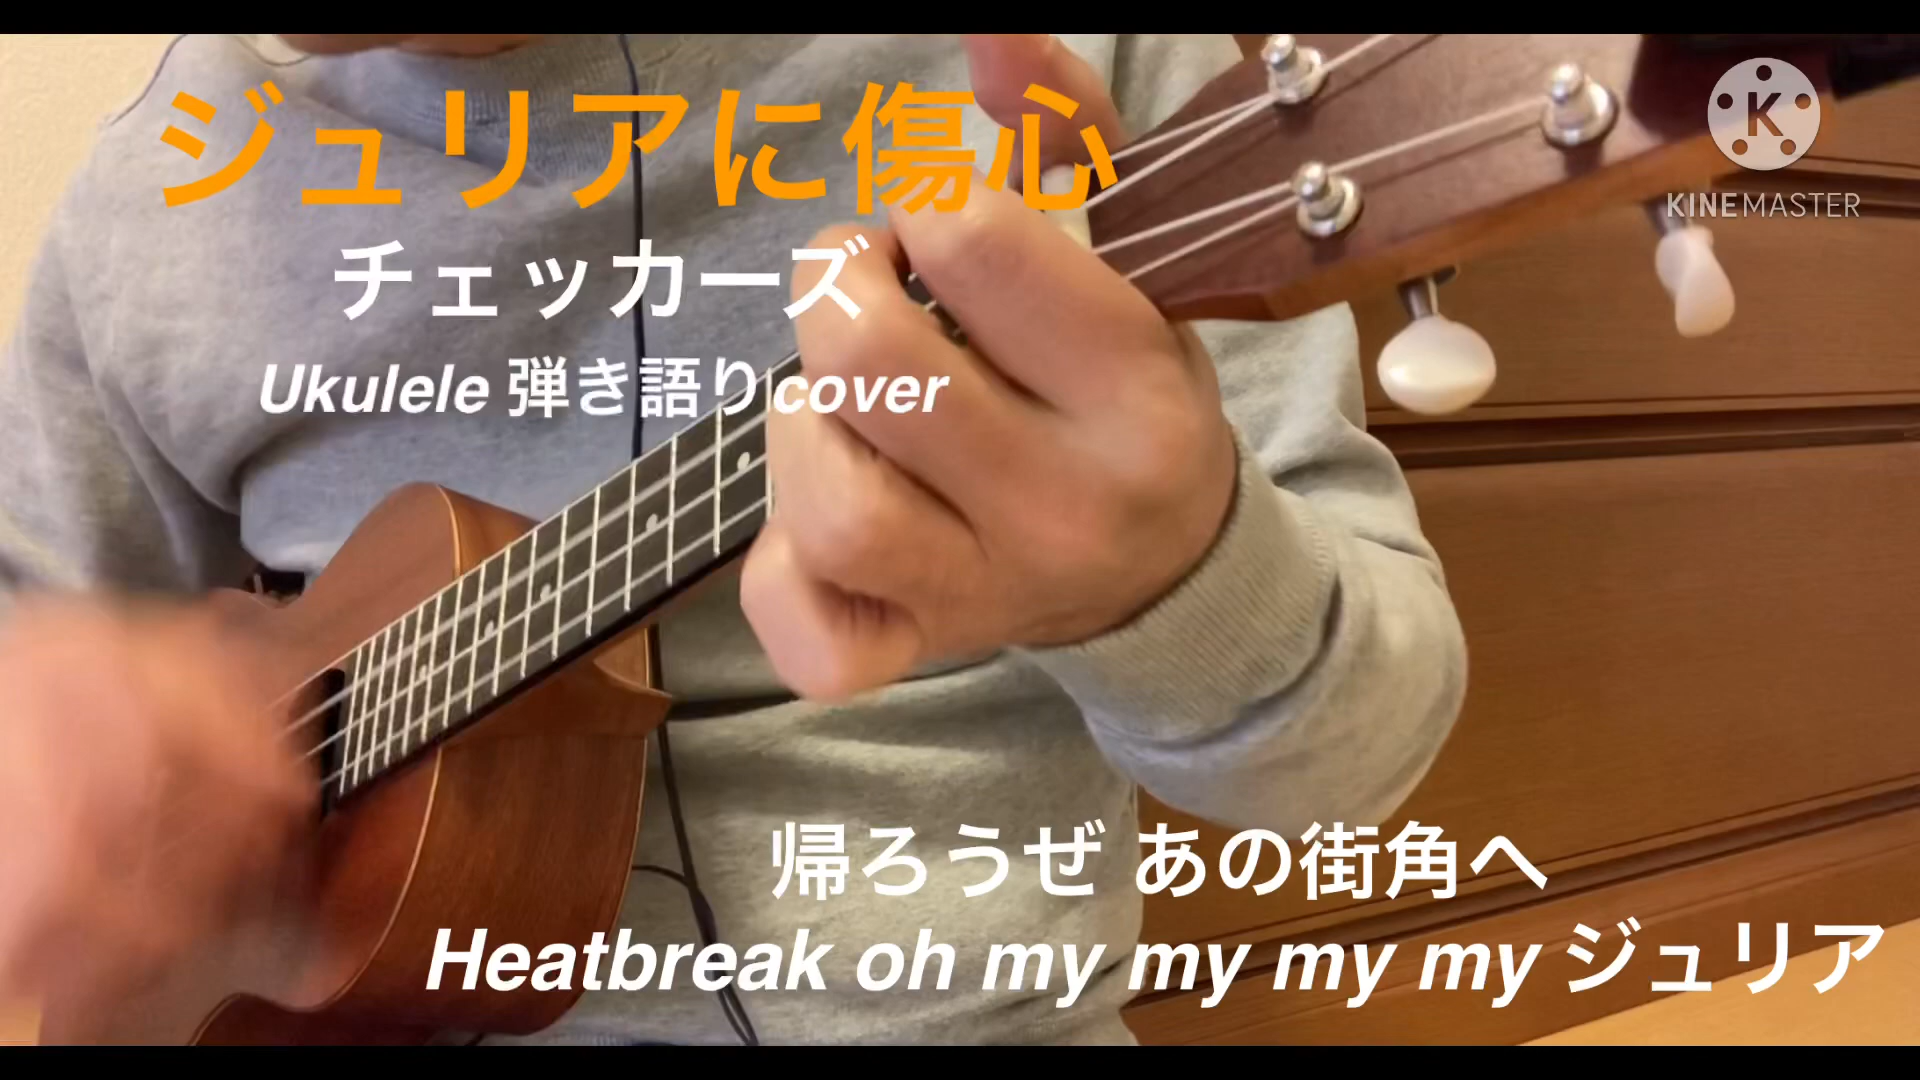 ジュリアに傷心
チェッカーズ
Ukulele 弾き語りcover
K
KINEMASTER
帰ろうぜ あの街角へ
Heatbreak oh my my my my ジュリア